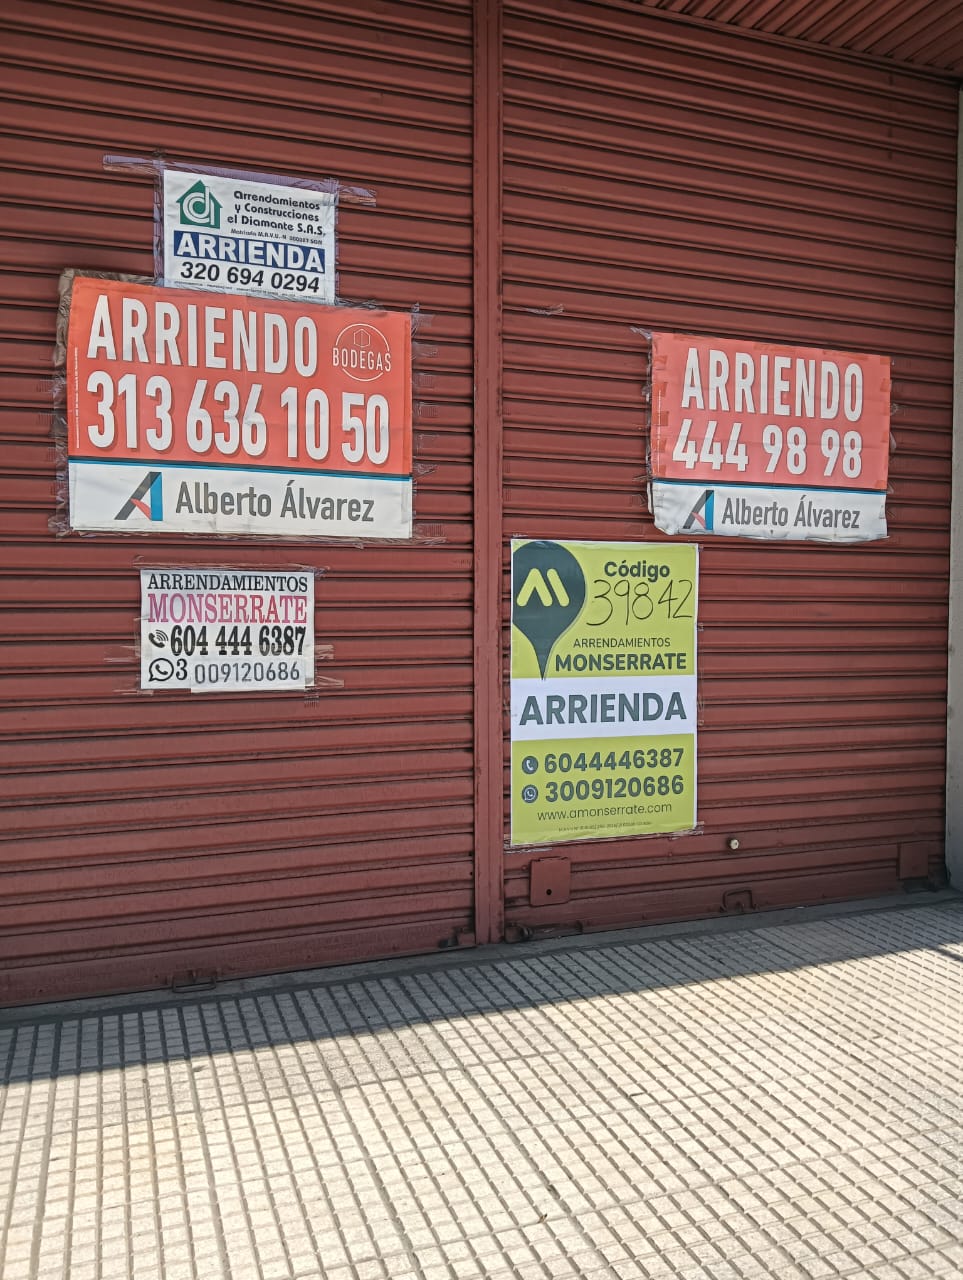 arrendamientos
y Construcciones
el Diamante S.A.S.
ARRIENDA
320 694 0294
ARRIENDO
BODEGAS
313 636 10 50
Alberto Álvarez
ARRENDAMIENTOS
MONSERRATE
604 444 6387
3 009120686
ARRIENDO
444 98 98
Alberto Álvarez
Código
39842
ARRENDAMIENTOS
MONSERRATE
ARRIENDA
6044446387
3009120686
www.amonserrate.com